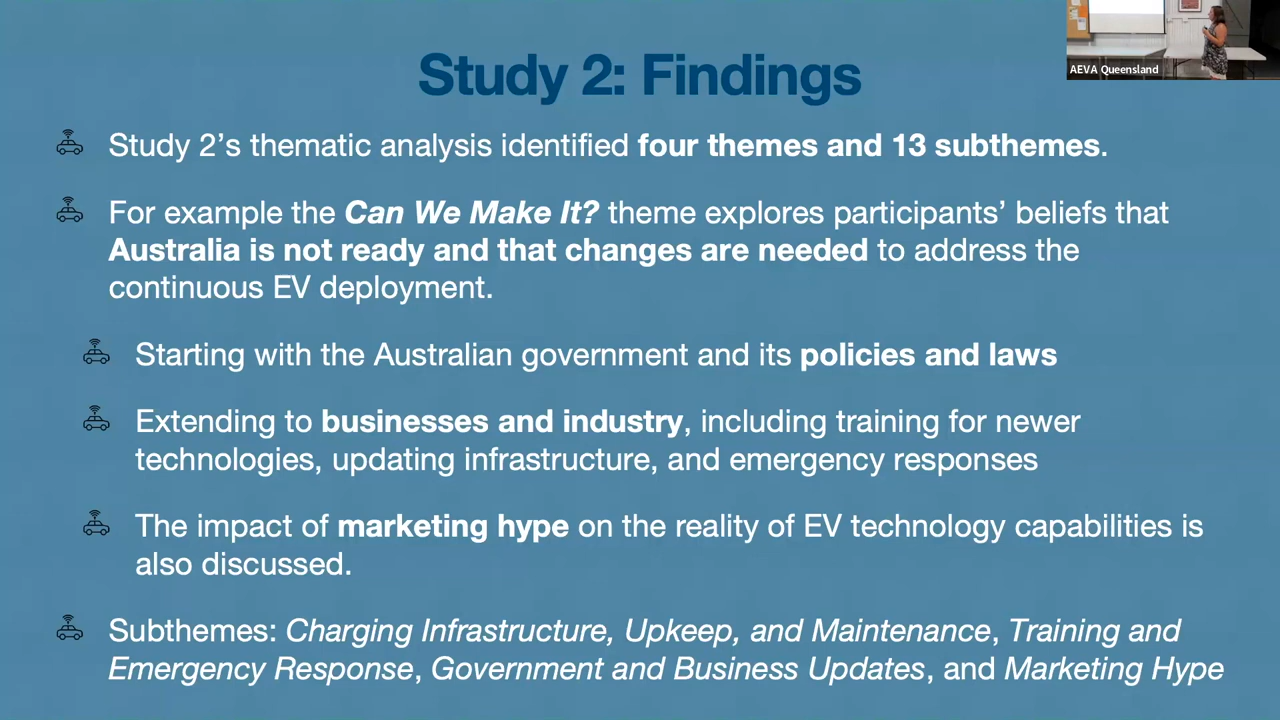 AEVA Queensland
Study 2: Findings
Study 2's thematic analysis identified four themes and 13 subthemes.
For example the Can We Make It? theme explores participants' beliefs that
Australia is not ready and that changes are needed to address the
continuous EV deployment.
Starting with the Australian government and its policies and laws
Extending to businesses and industry, including training for newer
technologies, updating infrastructure, and emergency responses
The impact of marketing hype on the reality of EV technology capabilities is
also discussed.
Subthemes: Charging Infrastructure, Upkeep, and Maintenance, Training and
Emergency Response, Government and Business Updates, and Marketing Hype